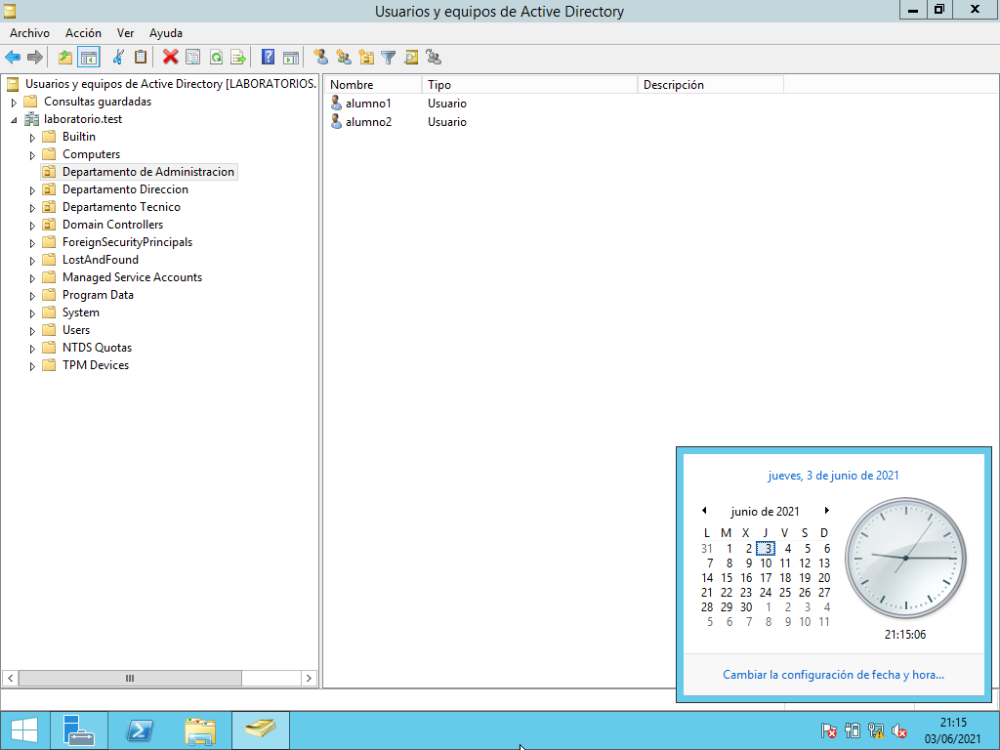 Usuarios y equipos de Active Directory
Archivo Acción Ver Ayuda
Usuarios y equipos de Active Directory [LABORATORIOS.
Consultas guardadas
laboratorio.test
Builtin
Computers
Departamento de Administracion
Departamento Direccion
Departamento Tecnico
Domain Controllers
ForeignSecurityPrincipals
LostAndFound
Managed Service Accounts
Program Data
System
Users
NTDS Quotas
TPM Devices
Nombre Tipo Descripción
alumno1 Usuario
alumno2 Usuario
jueves, 3 de junio de 2021
junio de 2021
L M X J V S D
31 1 2 3 4 5 6
7 8 9 10 11 12 13
14 15 16 17 18 19 20
21 22 23 24 25 26 27
28 29 30 1 2 3 4
5 6 7 8 9 10 11
21:15:06
Cambiar la configuración de fecha y hora...
21:15
03/06/2021